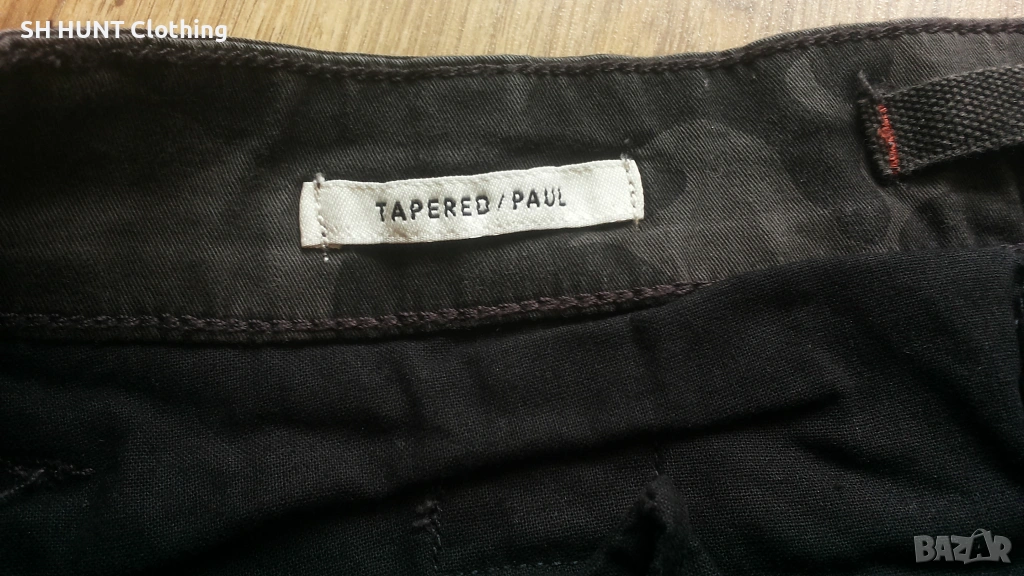 SH HUNT Clothing
TAPERED / PAUL
BAZAR